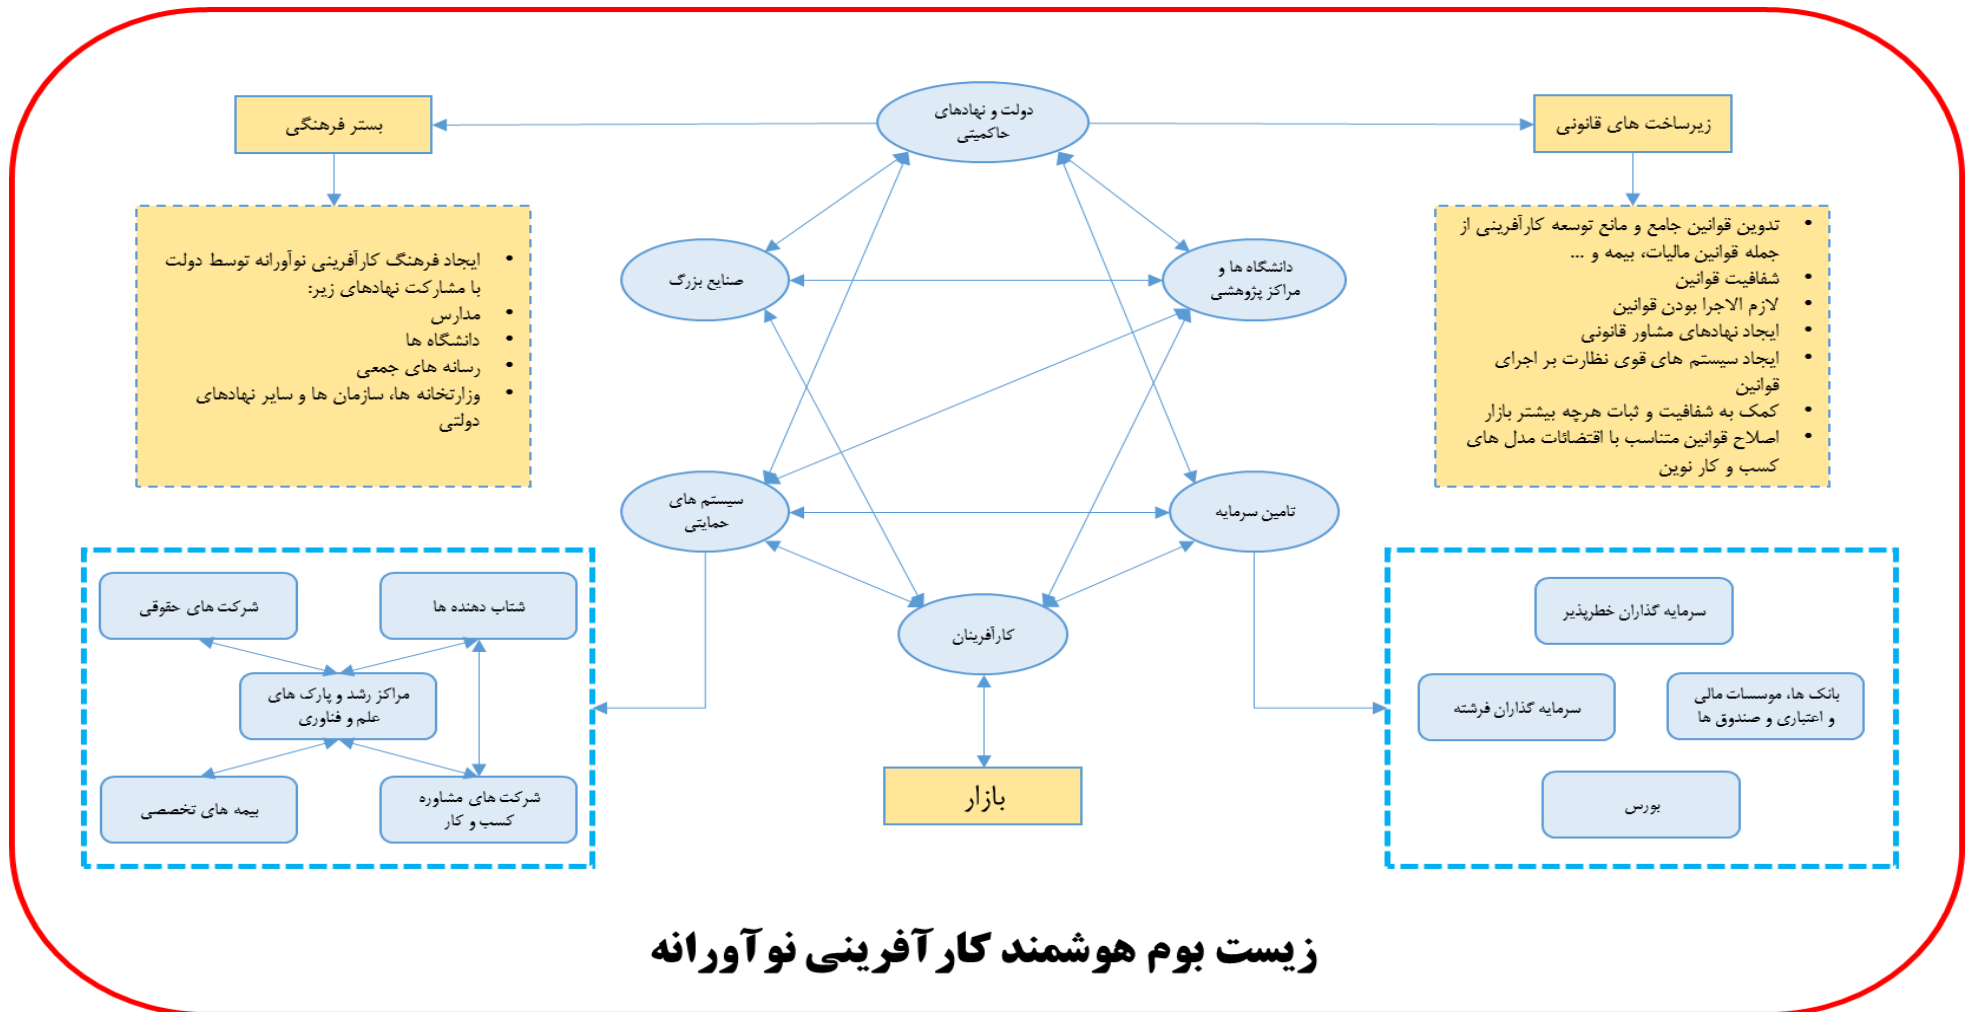 دولت و نهادهای
حاکمیتی
زیرساخت های قانونی
بستر فرهنگی
• تدوین قوانین جامع و مانع توسعه کارآفرینی از
جمله قوانین مالیات، بیمه و ...
• شفافیت قوانین
• لازم الاجرا بودن قوانین
• ایجاد نهادهای مشاور قانونی
• ایجاد سیستم های قوی نظارت بر اجرای
قوانین
• کمک به شفافیت و ثبات هرچه بیشتر بازار
• اصلاح قوانین متناسب با اقتضائات مدل های
کسب و کار نوین
دانشگاه ها و
مراکز پژوهشی
صنایع بزرگ
• ایجاد فرهنگ کارآفرینی نوآورانه توسط دولت
با مشارکت نهادهای زیر:
• مدارس
• دانشگاه ها
• رسانه های جمعی
• وزارتخانه ها، سازمان ها و سایر نهادهای
دولتی
تامین سرمایه
سیستم های
حمایتی
کارآفرینان
بازار
سرمایه گذاران خطرپذیر
بانک ها، موسسات مالی
و اعتباری و صندوق ها
سرمایه گذاران فرشته
بورس
شتاب دهنده ها
شرکت های حقوقی
مراکز رشد و پارک های
علم و فناوری
شرکت های مشاوره
کسب و کار
بیمه های تخصصی
زیست بوم هوشمند کارآفرینی نوآورانه